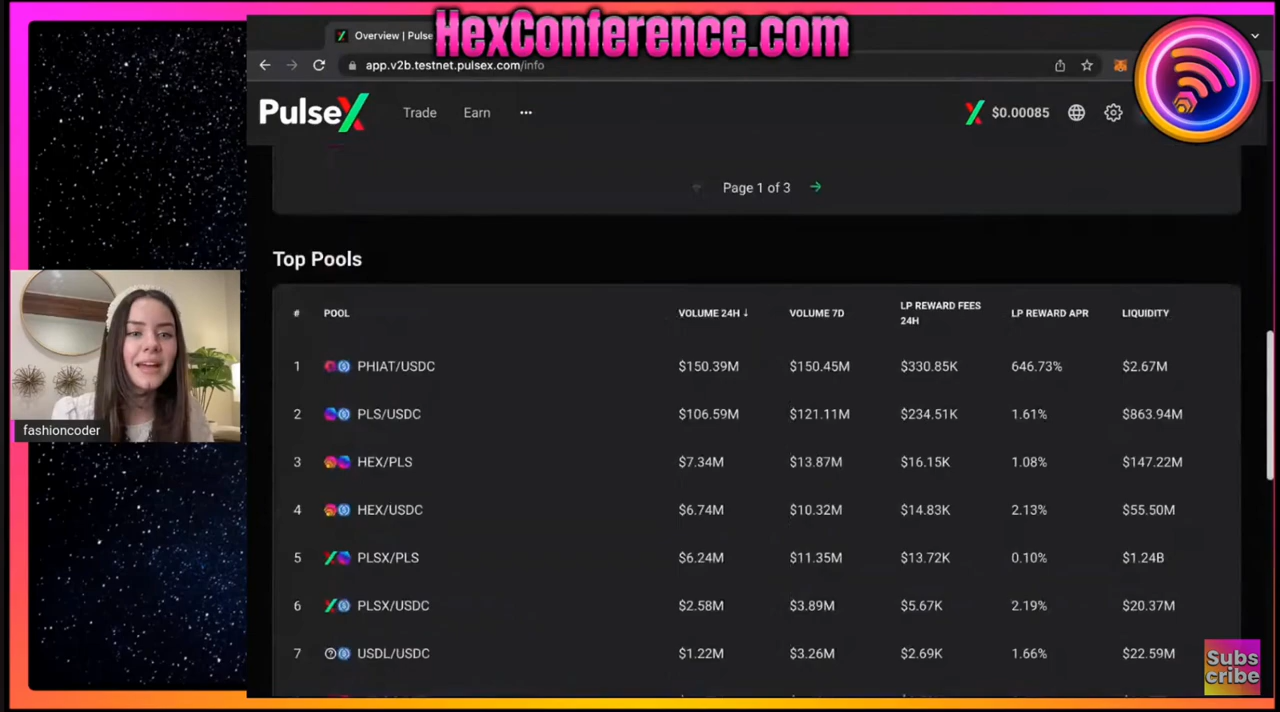 HexConference.com
Overview | Pulse
app.v2b.testnet.pulsex.com/info
PulseX
Trade Earn ...
$0.00085
Page 1 of 3
Top Pools
# POOL VOLUME 24H ↓ VOLUME 7D LP REWARD FEES 24H LP REWARD APR LIQUIDITY
1 PHIAT/USDC $150.39M $150.45M $330.85K 646.73% $2.67M
2 PLS/USDC $106.59M $121.11M $234.51K 1.61% $863.94M
3 HEX/PLS $7.34M $13.87M $16.15K 1.08% $147.22M
4 HEX/USDC $6.74M $10.32M $14.83K 2.13% $55.50M
5 PLSX/PLS $6.24M $11.35M $13.72K 0.10% $1.24B
6 PLSX/USDC $2.58M $3.89M $5.67K 2.19% $20.37M
7 USDL/USDC $1.22M $3.26M $2.69K 1.66% $22.59M
fashioncoder
Subs
cribe